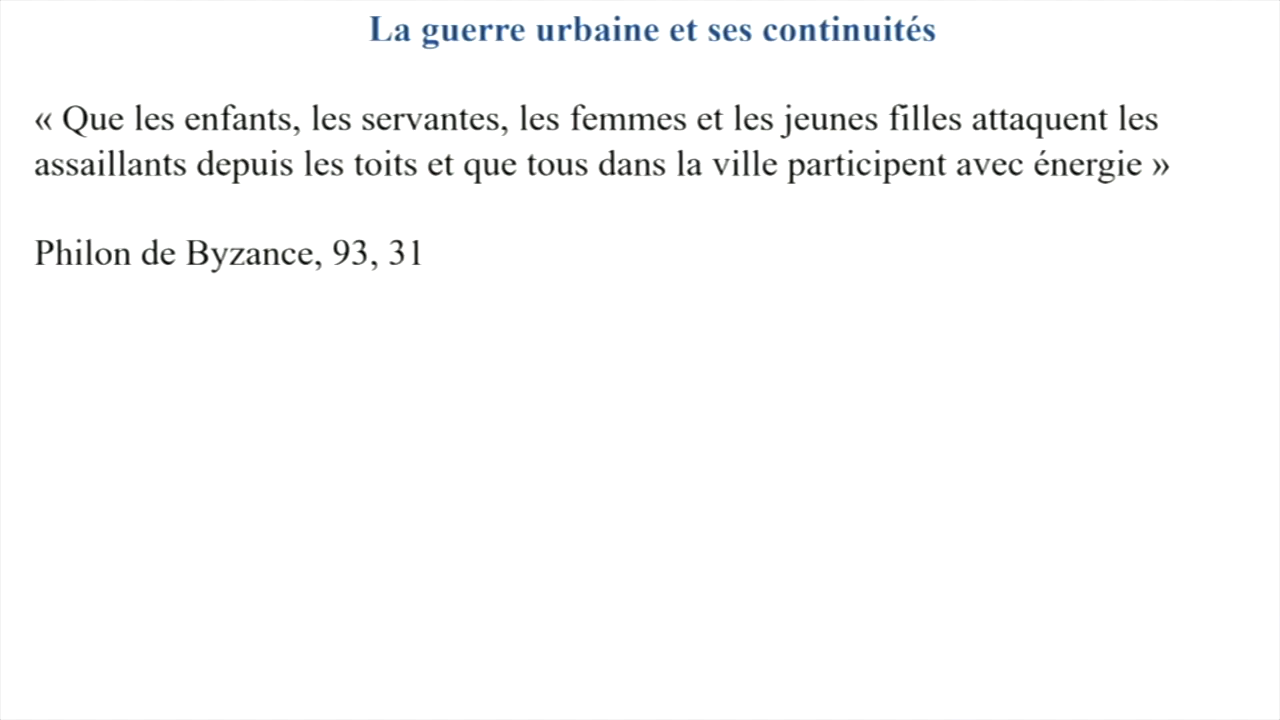 La guerre urbaine et ses continuités
« Que les enfants, les servantes, les femmes et les jeunes filles attaquent les
assaillants depuis les toits et que tous dans la ville participent avec énergie »
Philon de Byzance, 93, 31